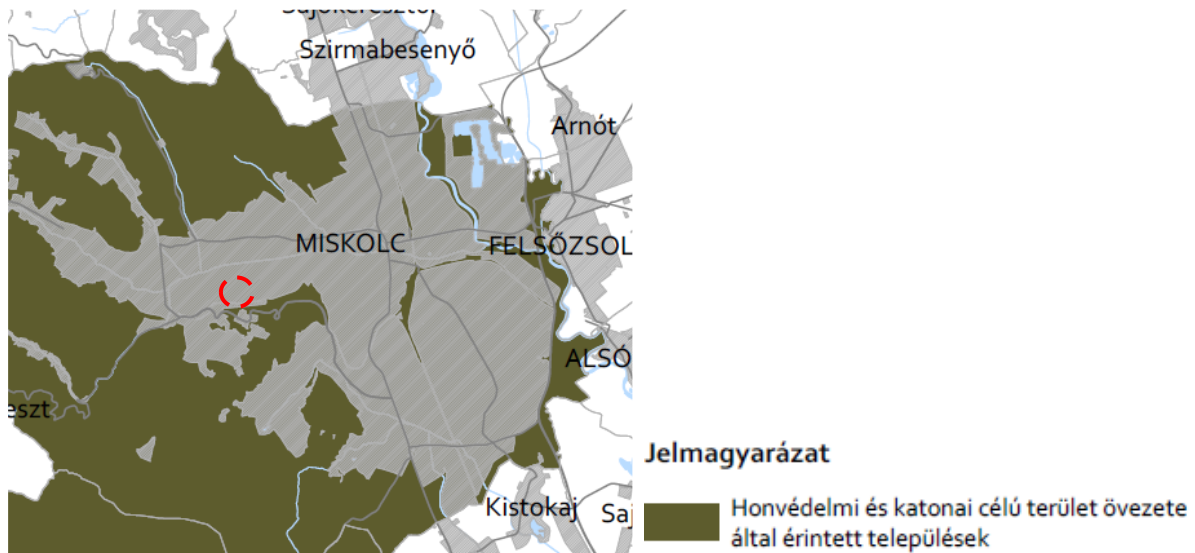 Szirmabesenyő
Arnót
MISKOLC
FELSŐZSOL
ALSÓ
eszt
Kistokaj
Saj
Jelmagyarázat
Honvédelmi és katonai célú terület övezete
által érintett települések